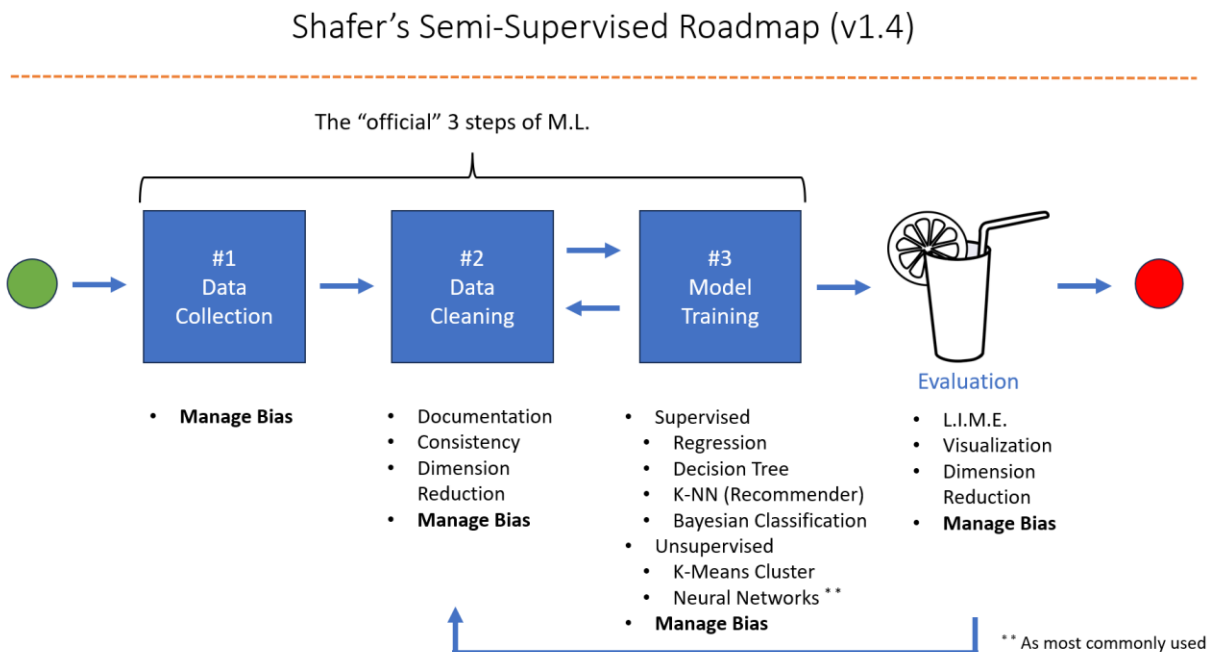 Shafer's Semi-Supervised Roadmap (v1.4)
The "official" 3 steps of M.L.
#1
Data
Collection
#2
Data
Cleaning
#3
Model
Training
Evaluation
• Manage Bias
• Documentation
• Consistency
• Dimension
Reduction
• Manage Bias
• Supervised
• Regression
• Decision Tree
• K-NN (Recommender)
• Bayesian Classification
• Unsupervised
• K-Means Cluster
• Neural Networks **
• Manage Bias
• L.I.M.E.
• Visualization
• Dimension
Reduction
• Manage Bias
** As most commonly used